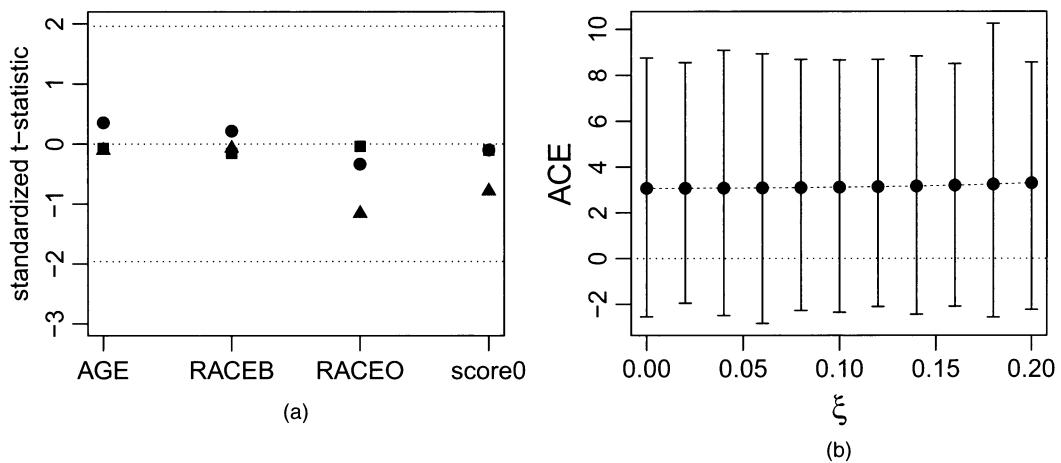 standardized t−statistic
2
1
0
−1
−2
−3
AGE RACEB RACEO score0
(a)
ACE
10
8
6
4
2
0
−2
0.00 0.05 0.10 0.15 0.20
ξ
(b)